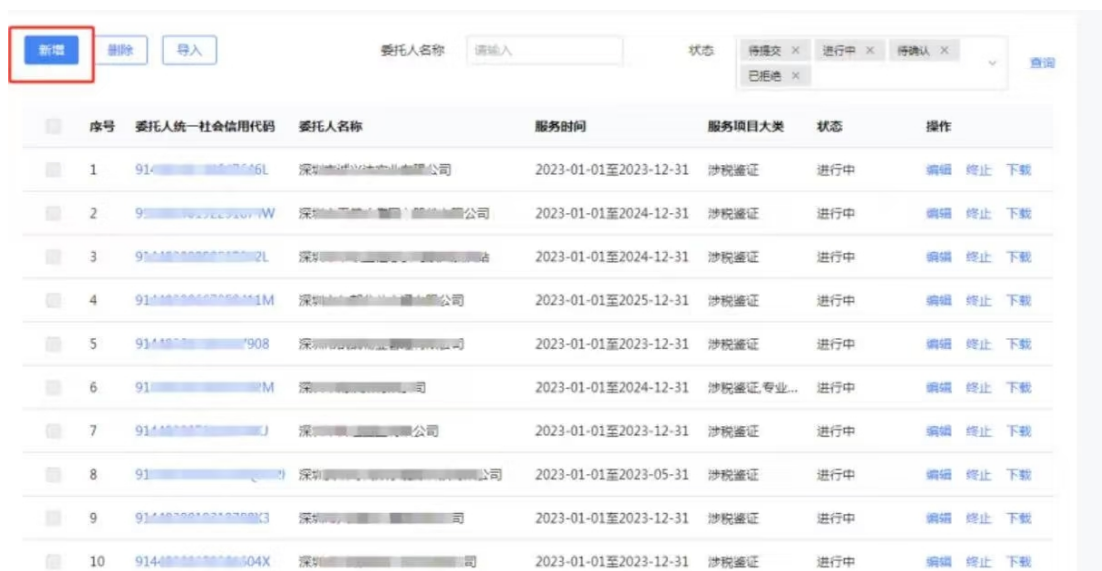 新增 删除 导入 委托人名称 请输入 状态 待提交 × 进行中 × 待确认 × 查询
已拒绝 ×
序号 委托人统一社会信用代码 委托人名称 服务时间 服务项目大类 状态 操作
1 2023-01-01至2023-12-31 涉税鉴证 进行中 编辑 终止 下载
2 公司 2023-01-01至2024-12-31 涉税鉴证 进行中 编辑 终止 下载
3 2023-01-01至2024-12-31 涉税鉴证 进行中 编辑 终止 下载
4 公司 2023-01-01至2025-12-31 涉税鉴证 进行中 编辑 终止 下载
5 2023-01-01至2023-12-31 涉税鉴证 进行中 编辑 终止 下载
6 2023-01-01至2024-12-31 涉税鉴证,专业... 进行中 编辑 终止 下载
7 公司 2023-01-01至2023-12-31 涉税鉴证 进行中 编辑 终止 下载
8 公司 2023-01-01至2023-05-31 涉税鉴证 进行中 编辑 终止 下载
9 2023-01-01至2023-12-31 涉税鉴证 进行中 编辑 终止 下载
10 2023-01-01至2023-12-31 涉税鉴证 进行中 编辑 终止 下载